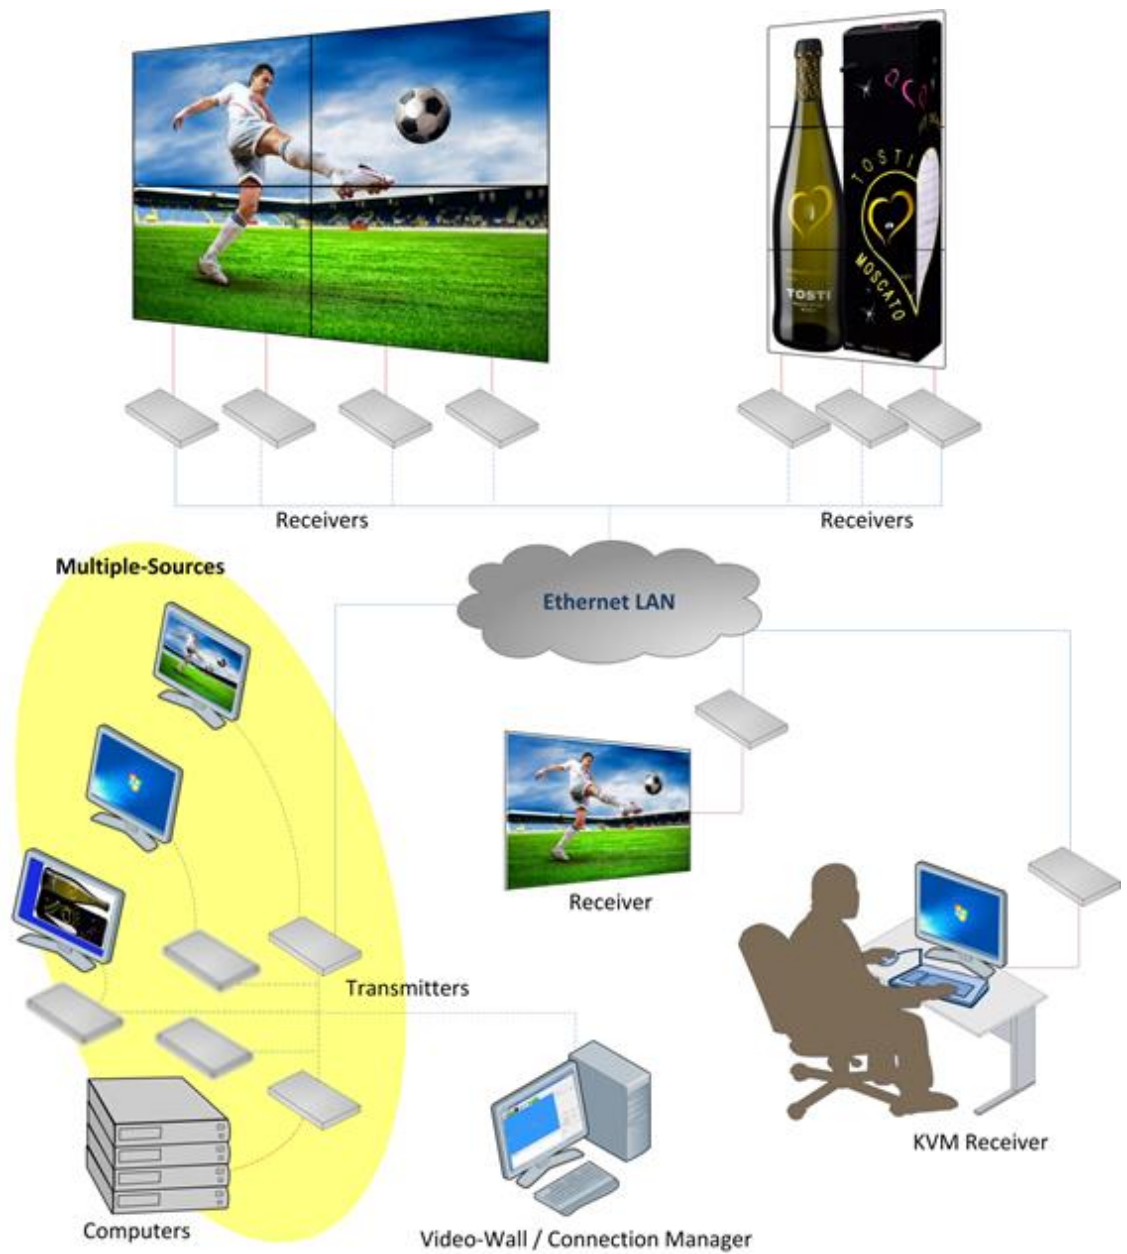 TOSTI
MOSCATO
TOSTI
Receivers
Receivers
Multiple-Sources
Ethernet LAN
Receiver
Transmitters
KVM Receiver
Computers
Video-Wall / Connection Manager